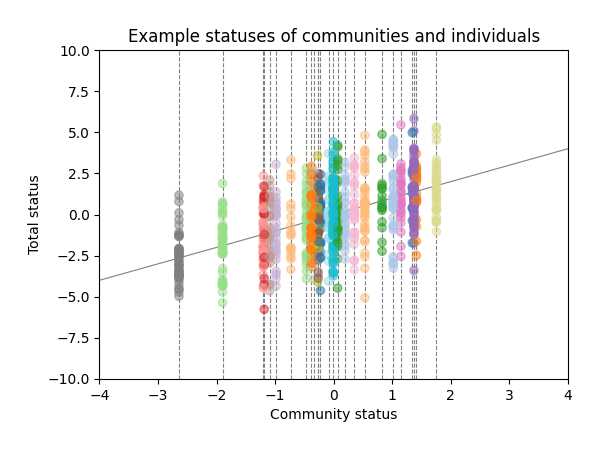 Example statuses of communities and individuals
10.0
7.5
5.0
2.5
0.0
−2.5
−5.0
−7.5
−10.0
Total status
−4 −3 −2 −1 0 1 2 3 4
Community status